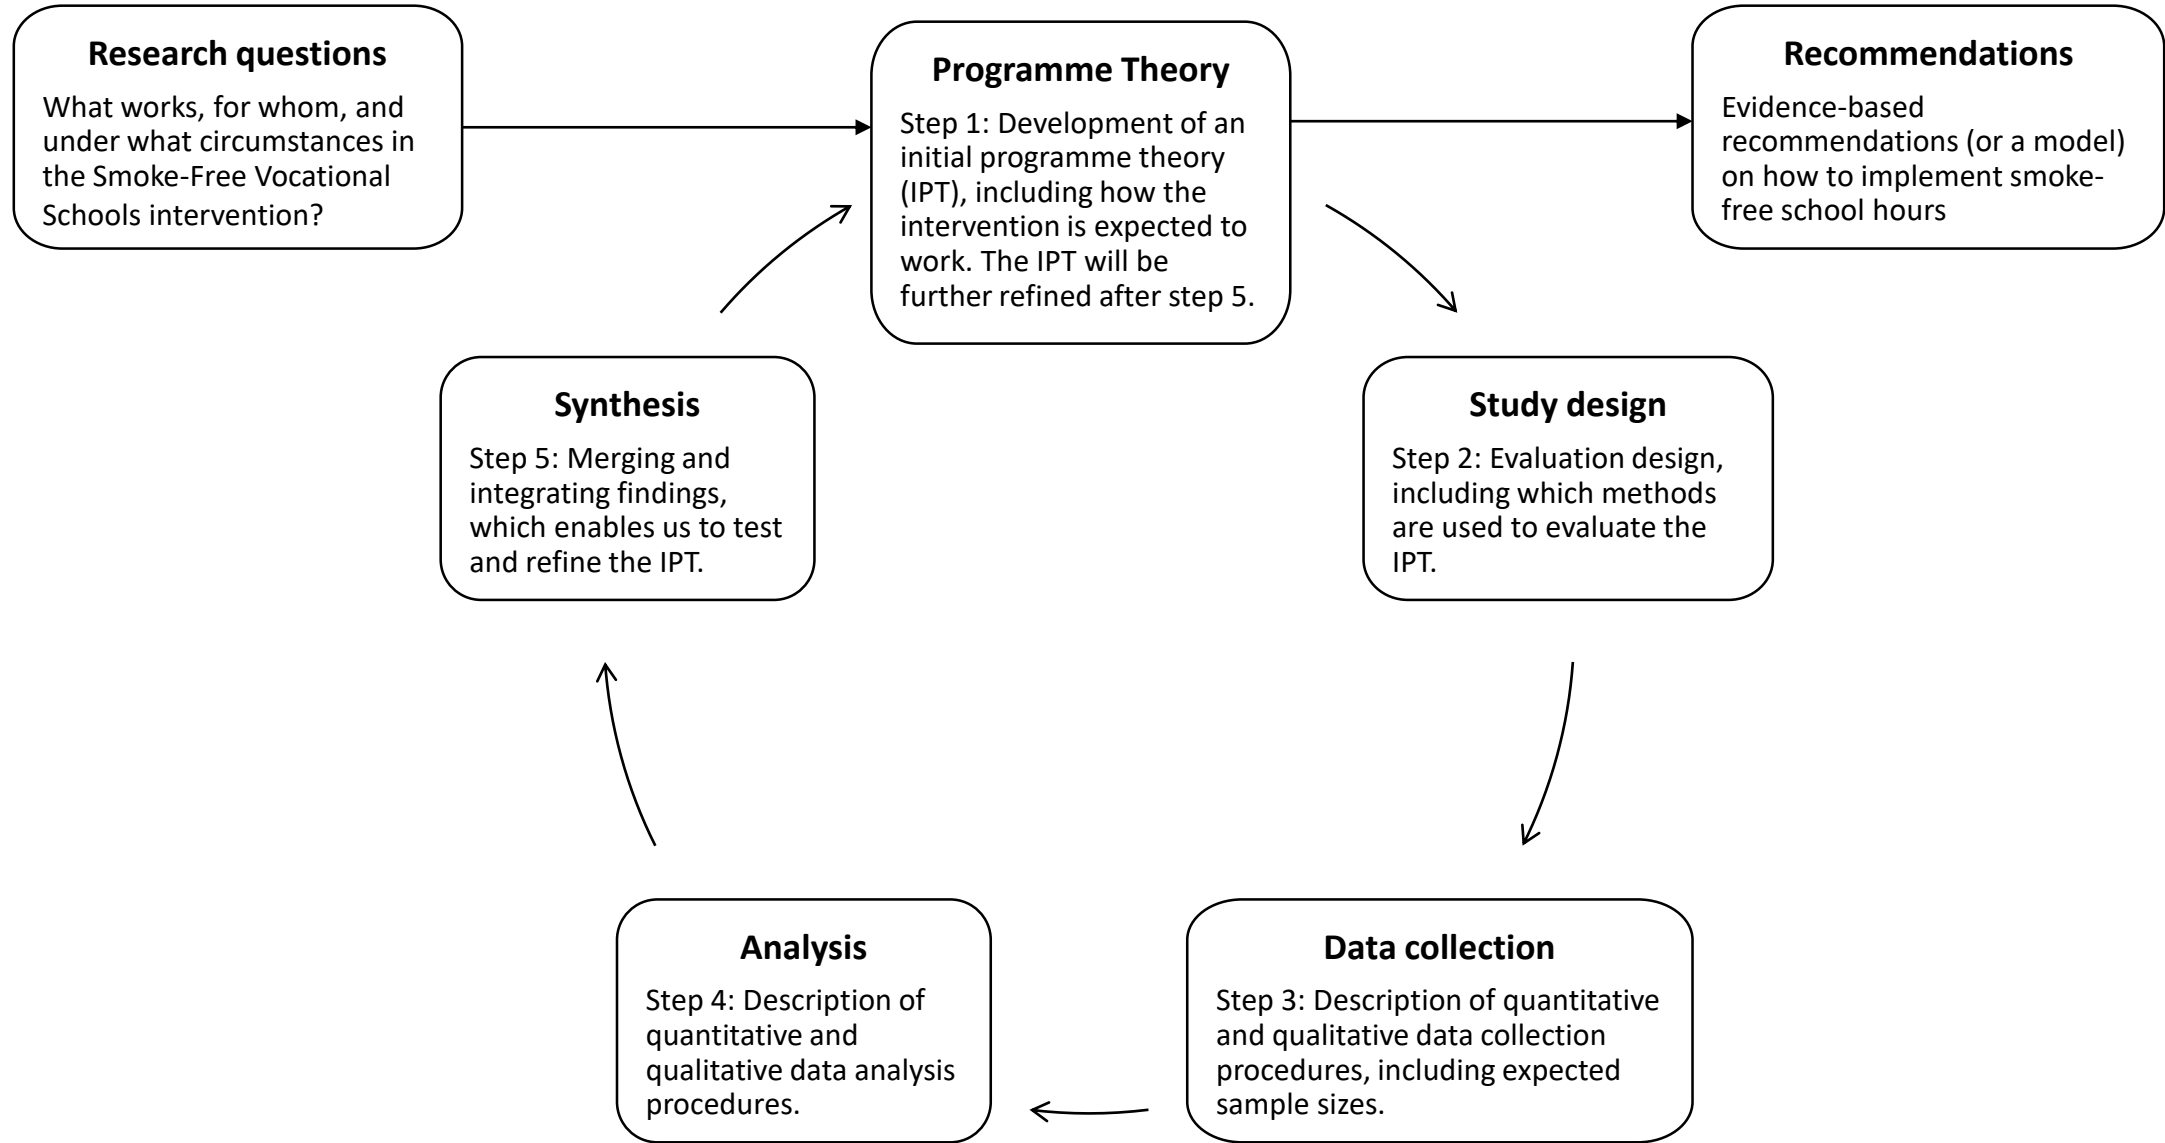 Research questions
What works, for whom, and
under what circumstances in
the Smoke-Free Vocational
Schools intervention?
Programme Theory
Step 1: Development of an
initial programme theory
(IPT), including how the
intervention is expected to
work. The IPT will be
further refined after step 5.
Recommendations
Evidence-based
recommendations (or a model)
on how to implement smoke-
free school hours
Synthesis
Step 5: Merging and
integrating findings,
which enables us to test
and refine the IPT.
Study design
Step 2: Evaluation design,
including which methods
are used to evaluate the
IPT.
Analysis
Step 4: Description of
quantitative and
qualitative data analysis
procedures.
Data collection
Step 3: Description of quantitative
and qualitative data collection
procedures, including expected
sample sizes.